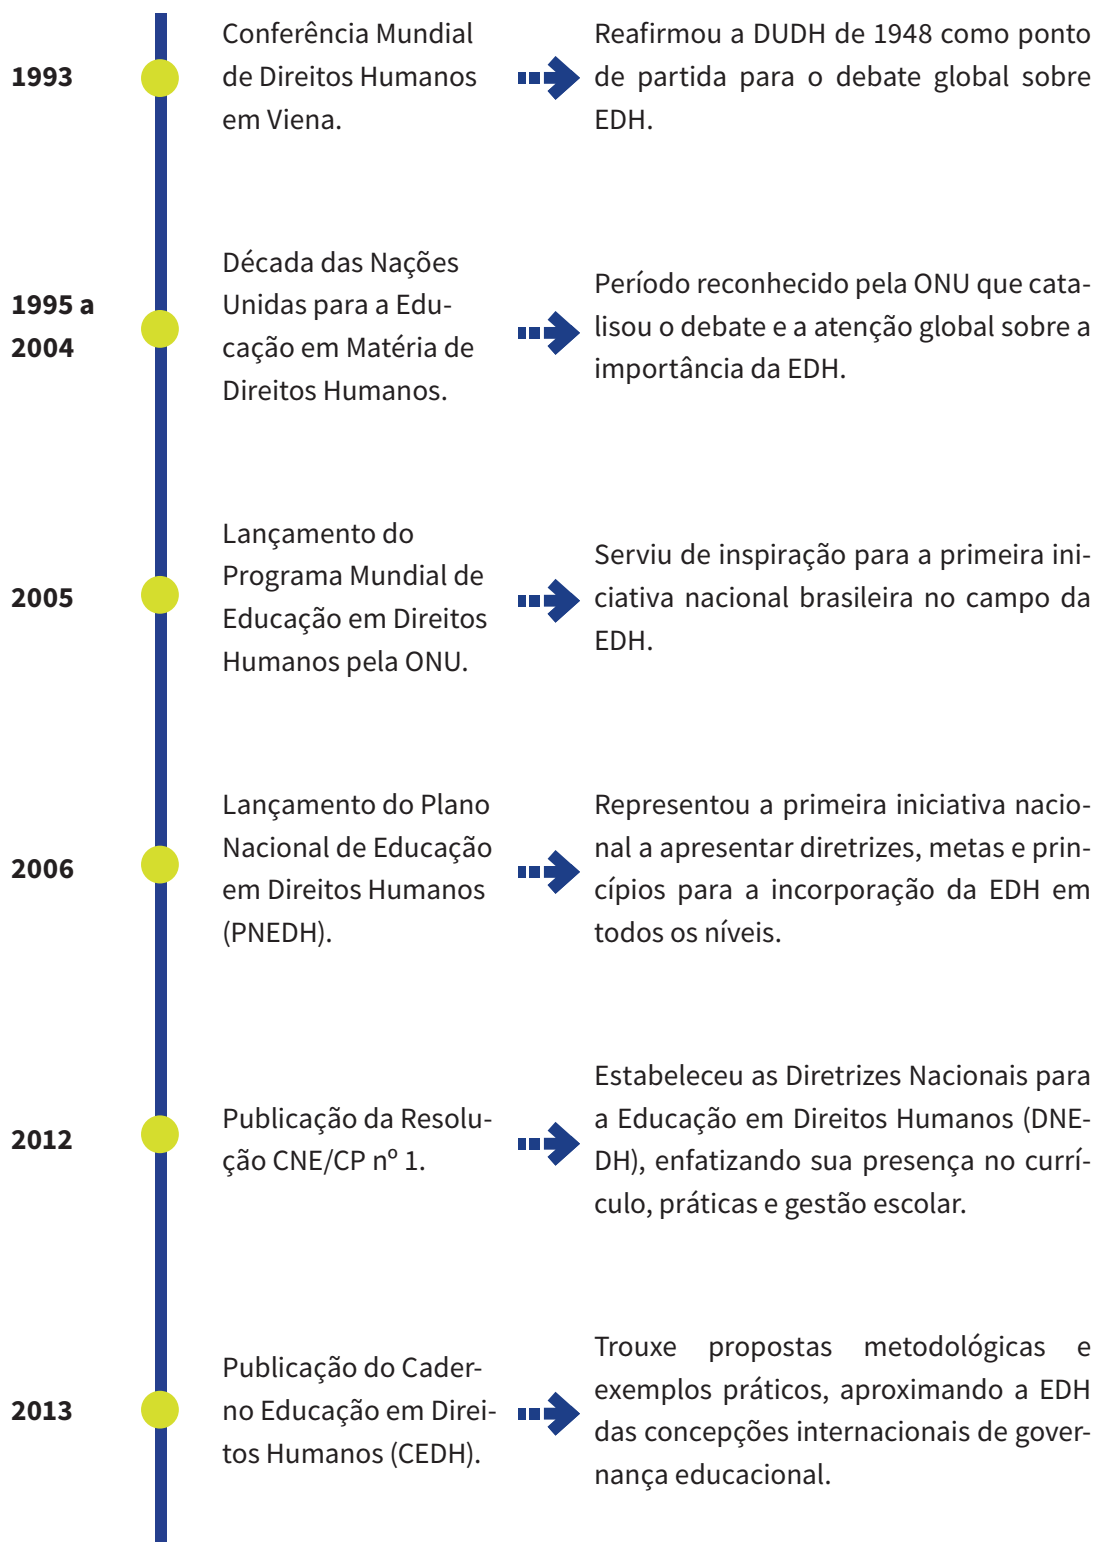 1993
Conferência Mundial
de Direitos Humanos
em Viena.
Reafirmou a DUDH de 1948 como ponto
de partida para o debate global sobre
EDH.
1995 a
2004
Década das Nações
Unidas para a Edu-
cação em Matéria de
Direitos Humanos.
Período reconhecido pela ONU que cata-
lisou o debate e a atenção global sobre a
importância da EDH.
2005
Lançamento do
Programa Mundial de
Educação em Direitos
Humanos pela ONU.
Serviu de inspiração para a primeira ini-
ciativa nacional brasileira no campo da
EDH.
2006
Lançamento do Plano
Nacional de Educação
em Direitos Humanos
(PNEDH).
Representou a primeira iniciativa nacio-
nal a apresentar diretrizes, metas e prin-
cípios para a incorporação da EDH em
todos os níveis.
2012
Publicação da Resolu-
ção CNE/CP nº 1.
Estabeleceu as Diretrizes Nacionais para
a Educação em Direitos Humanos (DNE-
DH), enfatizando sua presença no currí-
culo, práticas e gestão escolar.
2013
Publicação do Cader-
no Educação em Direi-
tos Humanos (CEDH).
Trouxe propostas metodológicas e
exemplos práticos, aproximando a EDH
das concepções internacionais de gover-
nança educacional.